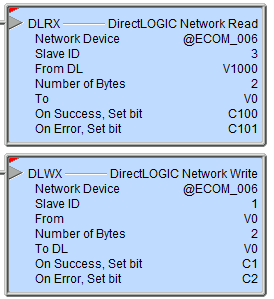 DLRX DirectLOGIC Network Read
Network Device @ECOM_006
Slave ID 3
From DL V1000
Number of Bytes 2
To V0
On Success, Set bit C100
On Error, Set bit C101
DLWX DirectLOGIC Network Write
Network Device @ECOM_006
Slave ID 1
From V0
Number of Bytes 2
To DL V0
On Success, Set bit C1
On Error, Set bit C2